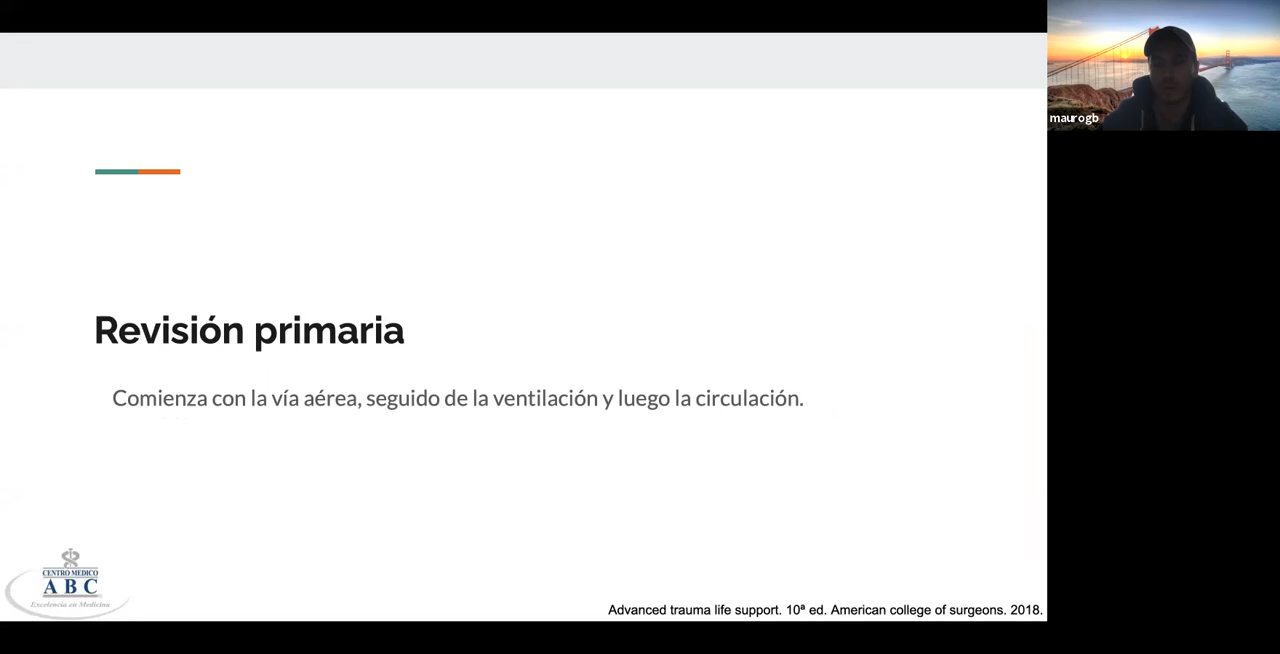 maurogb
Revisión primaria
Comienza con la vía aérea, seguido de la ventilación y luego la circulación.
CENTRO MEDICO
A B C
Excelencia en Medicina
Advanced trauma life support. 10ª ed. American college of surgeons. 2018.